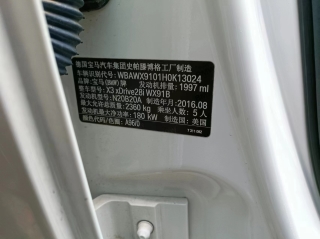 德国宝马汽车集团史帕滕博格工厂制造
车辆识别代号: WBAWX9101H0K13024
品牌: 宝马(BMW)牌 发动机排量: 1997 ml
整车型号: X3 xDrive28i WX91B
发动机型号: N20B20A 制造年月: 2016.08
最大允许总质量: 2360 kg 乘坐人数: 5 人
发动机最大净功率: 180 kW 制造国: 美国
颜色代码/色圈: A96/0